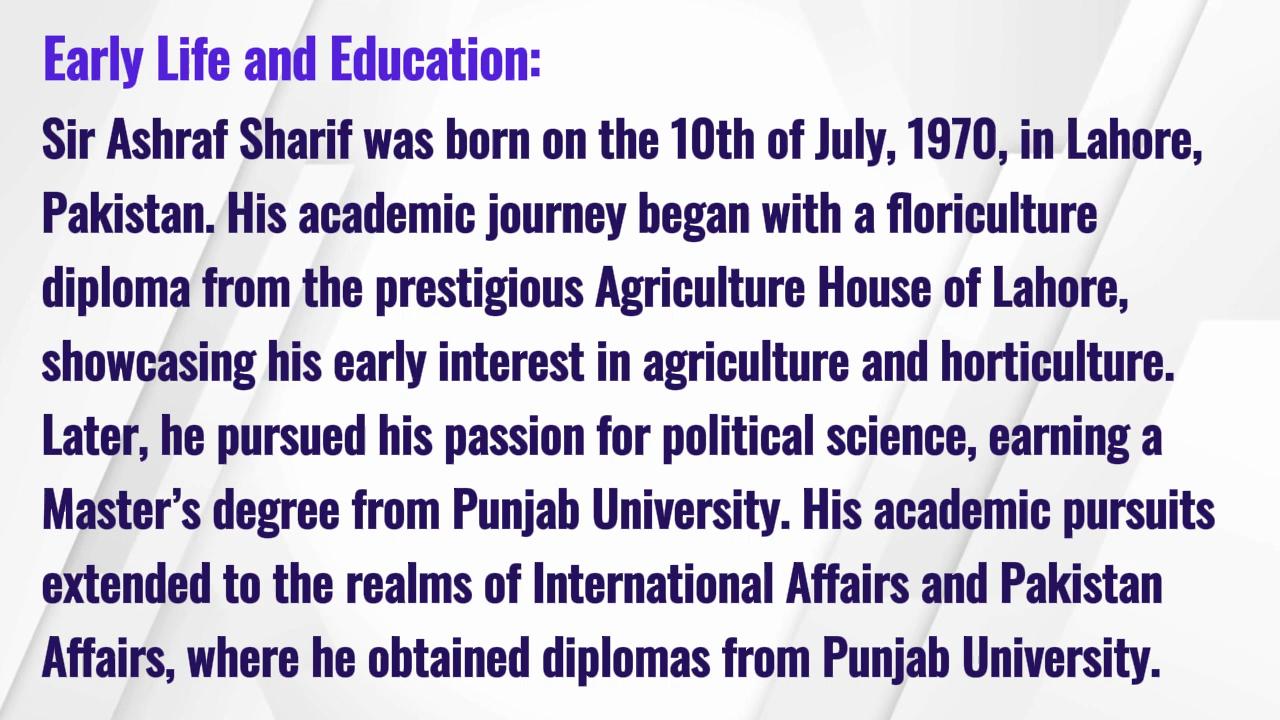 Early Life and Education:
Sir Ashraf Sharif was born on the 10th of July, 1970, in Lahore,
Pakistan. His academic journey began with a floriculture
diploma from the prestigious Agriculture House of Lahore,
showcasing his early interest in agriculture and horticulture.
Later, he pursued his passion for political science, earning a
Master’s degree from Punjab University. His academic pursuits
extended to the realms of International Affairs and Pakistan
Affairs, where he obtained diplomas from Punjab University.